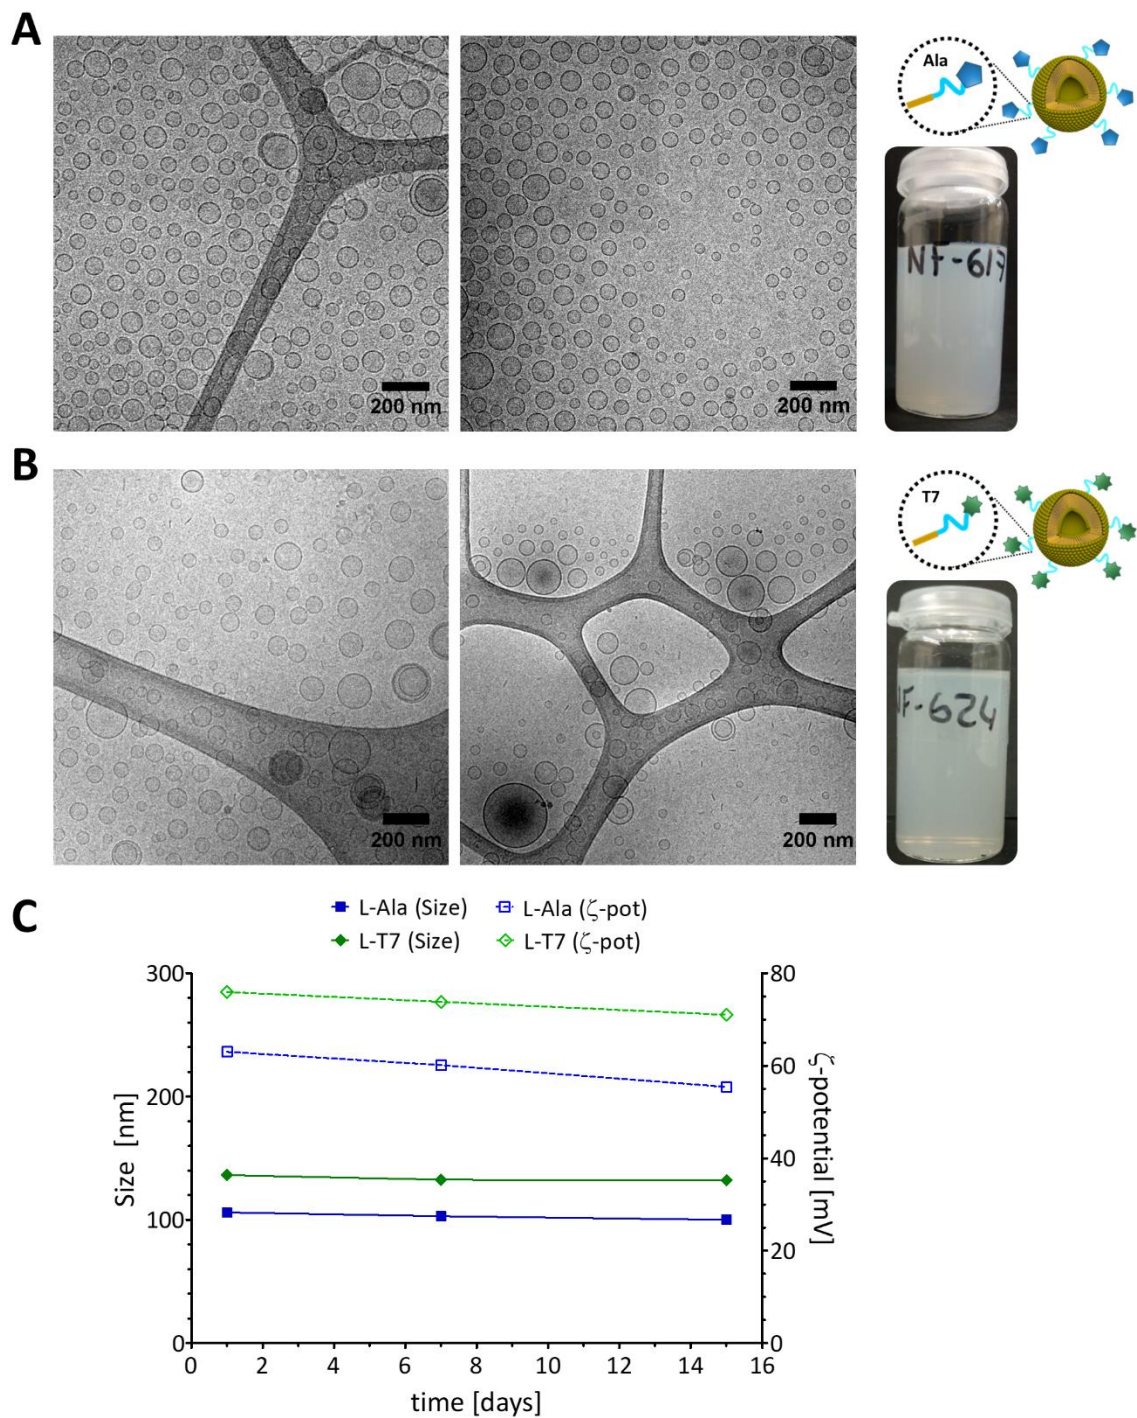 A
200 nm
200 nm
Ala
Nt-617
B
200 nm
200 nm
T7
NF-624
C
L-Ala (Size)
L-Ala (ζ-pot)
L-T7 (Size)
L-T7 (ζ-pot)
300
200
100
0
Size [nm]
80
60
40
20
0
ζ-potential [mV]
0 2 4 6 8 10 12 14 16
time [days]